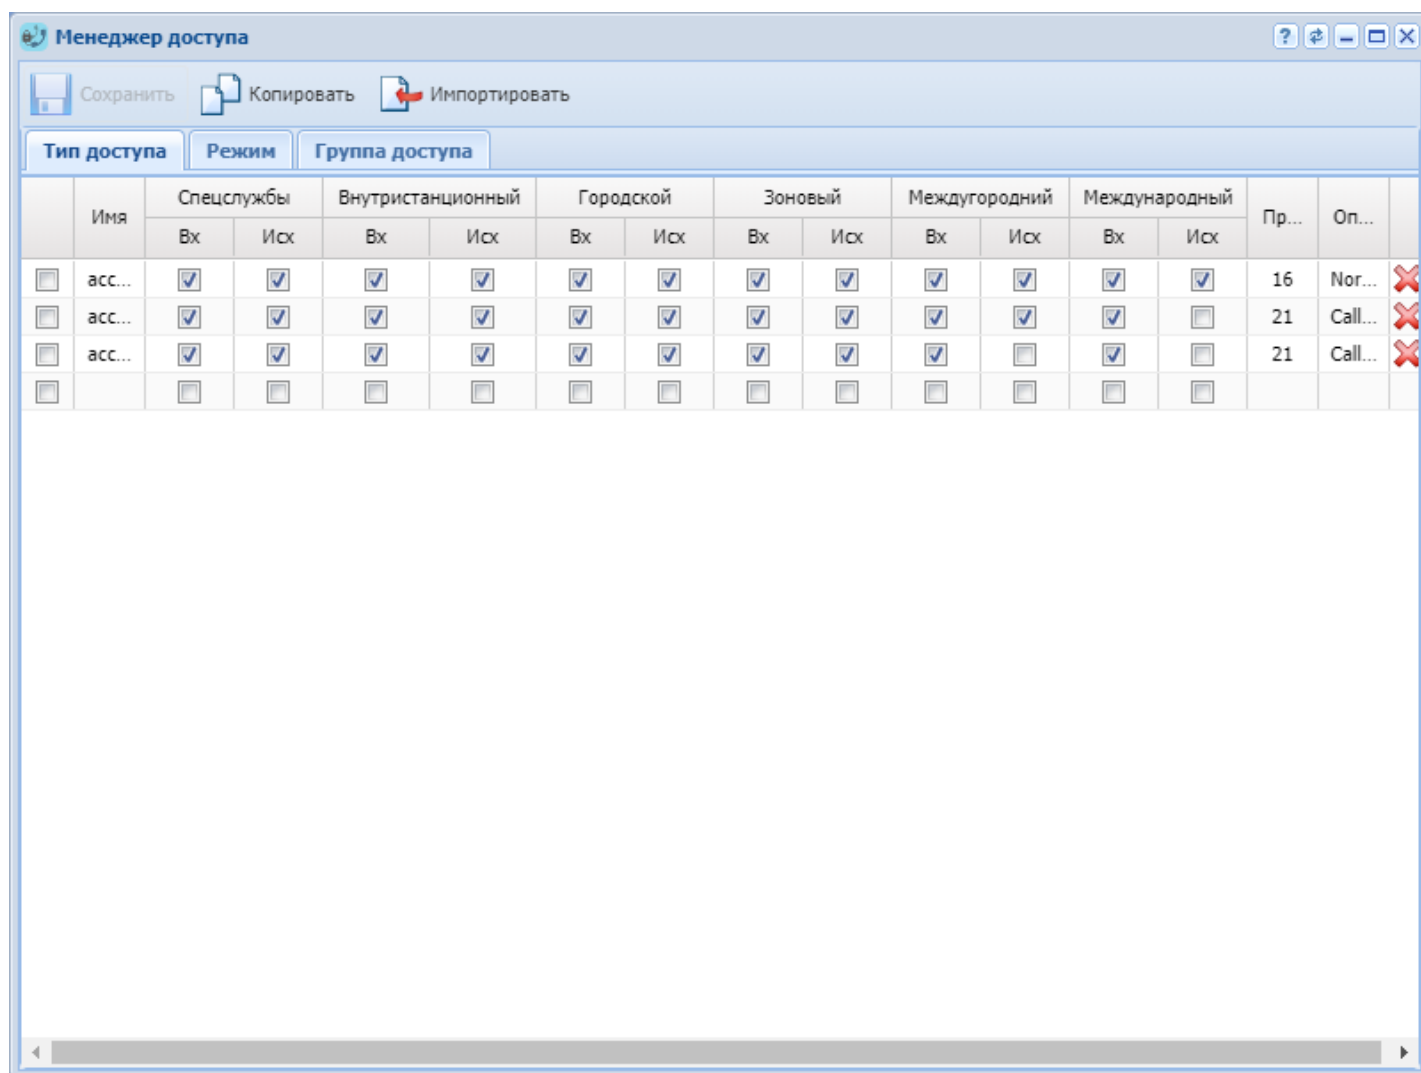 Менеджер доступа
Сохранить Копировать Импортировать
Тип доступа Режим Группа доступа
Имя Спецслужбы Внутристанционный Городской Зоновый Междугородний Международный Пр... Оп...
Вх Исх Вх Исх Вх Исх Вх Исх Вх Исх Вх Исх
acc... 16 Nor...
acc... 21 Call...
acc... 21 Call...